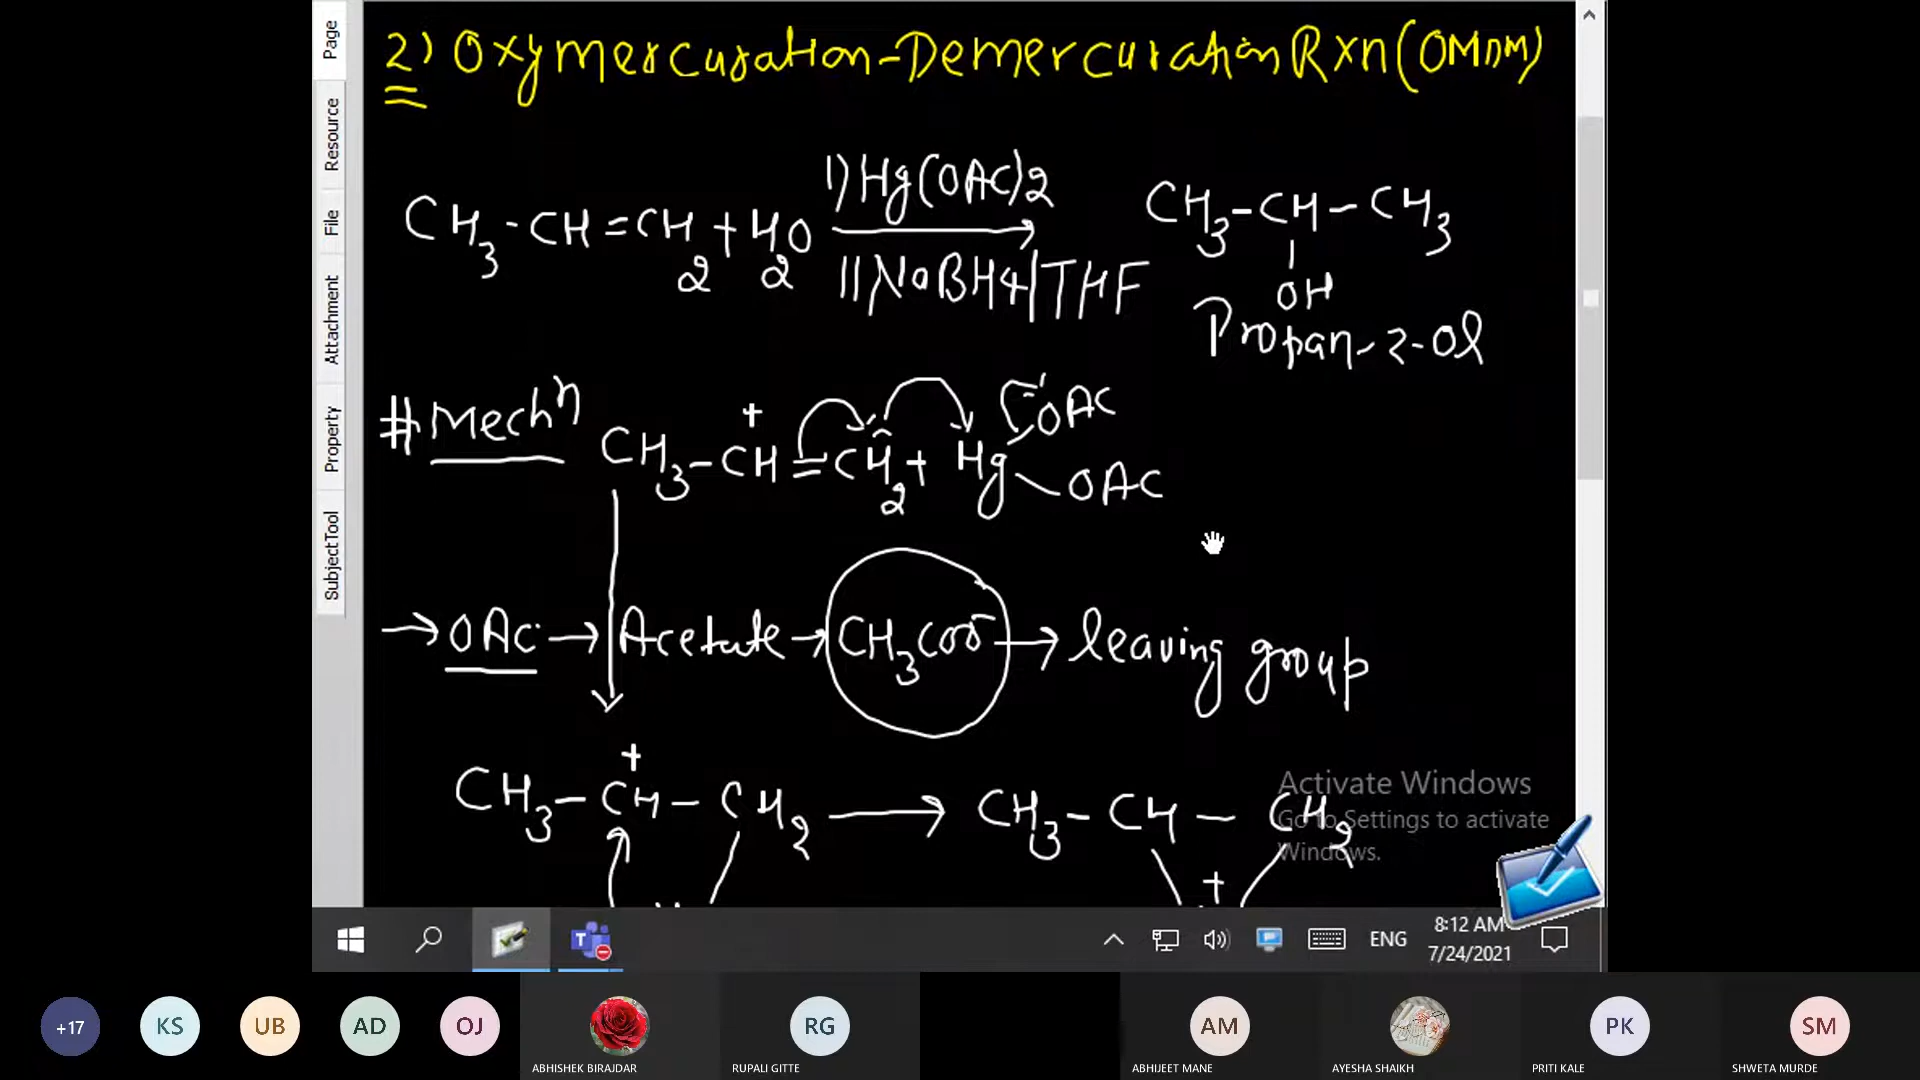 Page
Resource
File
Attachment
Property
SubjectTool
2) Oxymercuration-Demercuration Rxn (OMDM)
CH3-CH=CH2+H2O
1) Hg(OAC)2
11) NaBH4/THF
CH3-CH-CH3
OH
Propan-2-ol
# Mechn
CH3-CH=CH2+ Hg
+
OAC
OAC
→ OAC → Acetate → CH3COO- → leaving group
+
CH3-CH-CH2 → CH3-CH-CH2
+
Activate Windows
Go to Settings to activate
Windows.
ENG
8:12 AM
7/24/2021
+17
KS
UB
AD
OJ
ABHISHEK BIRAJDAR
RG
RUPALI GITTE
AM
ABHIJEET MANE
AYESHA SHAIKH
PK
PRITI KALE
SM
SHWETA MURDE